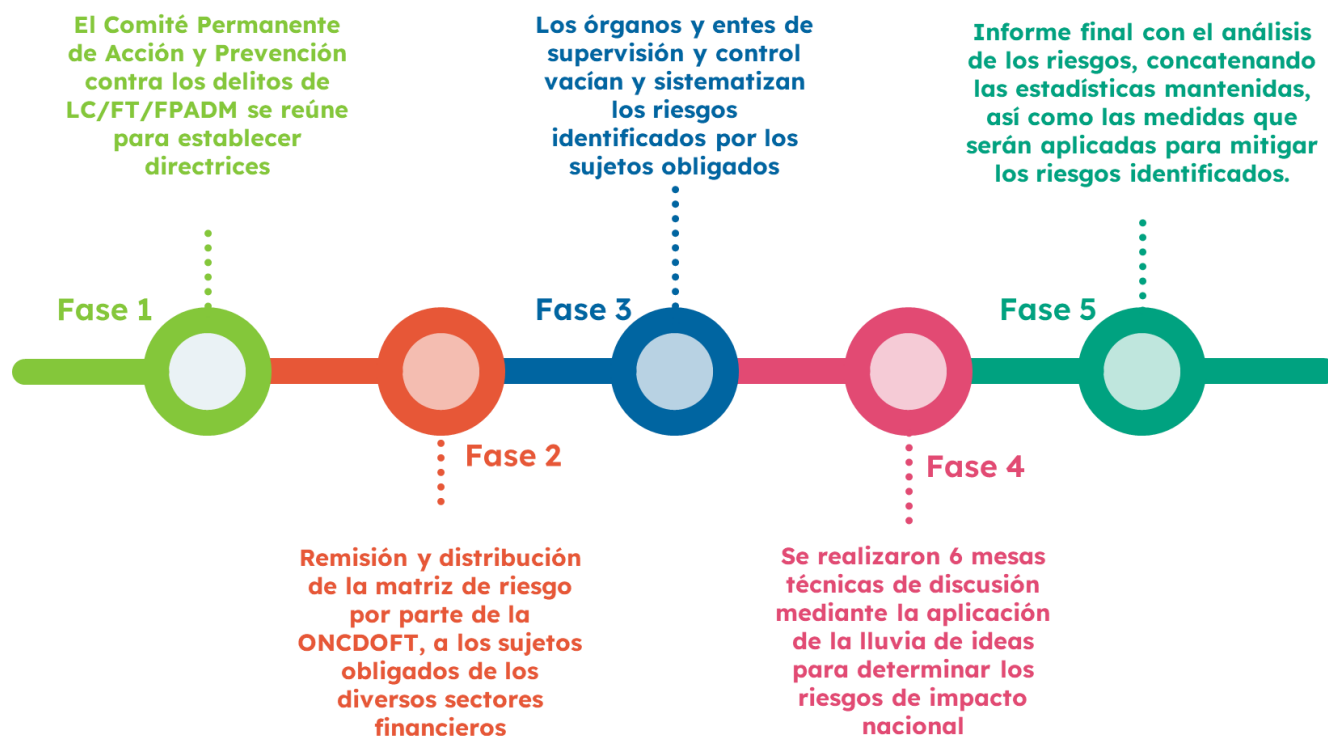 El Comité Permanente
de Acción y Prevención
contra los delitos de
LC/FT/FPADM se reúne
para establecer
directrices
Fase 1
Fase 2
Remisión y distribución
de la matriz de riesgo
por parte de la
ONCDOFT, a los sujetos
obligados de los
diversos sectores
financieros
Los órganos y entes de
supervisión y control
vacían y sistematizan
los riesgos
identificados por los
sujetos obligados
Fase 3
Fase 4
Se realizaron 6 mesas
técnicas de discusión
mediante la aplicación
de la lluvia de ideas
para determinar los
riesgos de impacto
nacional
Informe final con el análisis
de los riesgos, concatenando
las estadísticas mantenidas,
así como las medidas que
serán aplicadas para mitigar
los riesgos identificados.
Fase 5